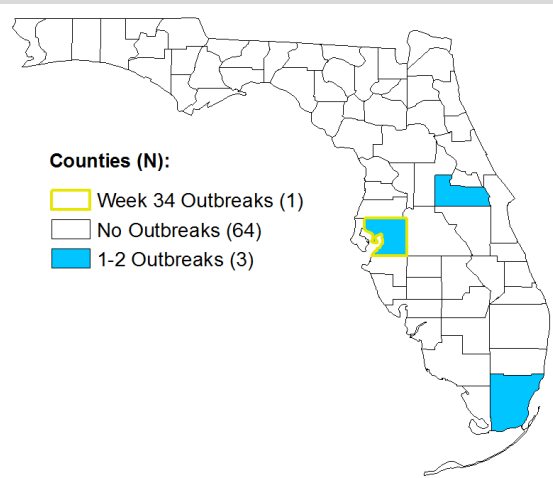 Counties (N):
Week 34 Outbreaks (1)
No Outbreaks (64)
1-2 Outbreaks (3)